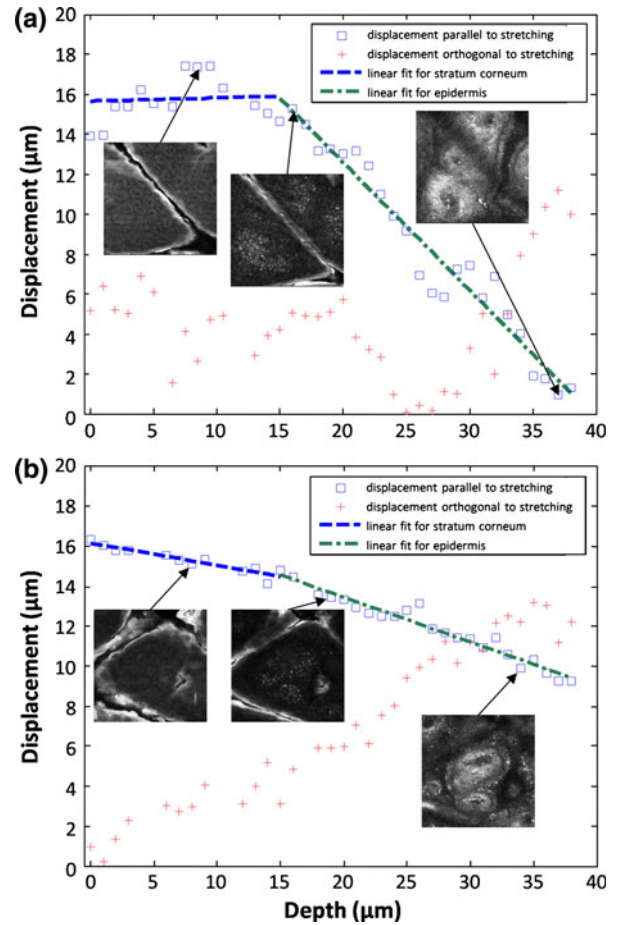 (a)
20
18
16
14
12
10
8
6
4
2
0
Displacement (μm)
displacement parallel to stretching
displacement orthogonal to stretching
linear fit for stratum corneum
linear fit for epidermis
0 5 10 15 20 25 30 35 40
(b)
20
18
16
14
12
10
8
6
4
2
0
Displacement (μm)
displacement parallel to stretching
displacement orthogonal to stretching
linear fit for stratum corneum
linear fit for epidermis
0 5 10 15 20 25 30 35 40
Depth (μm)